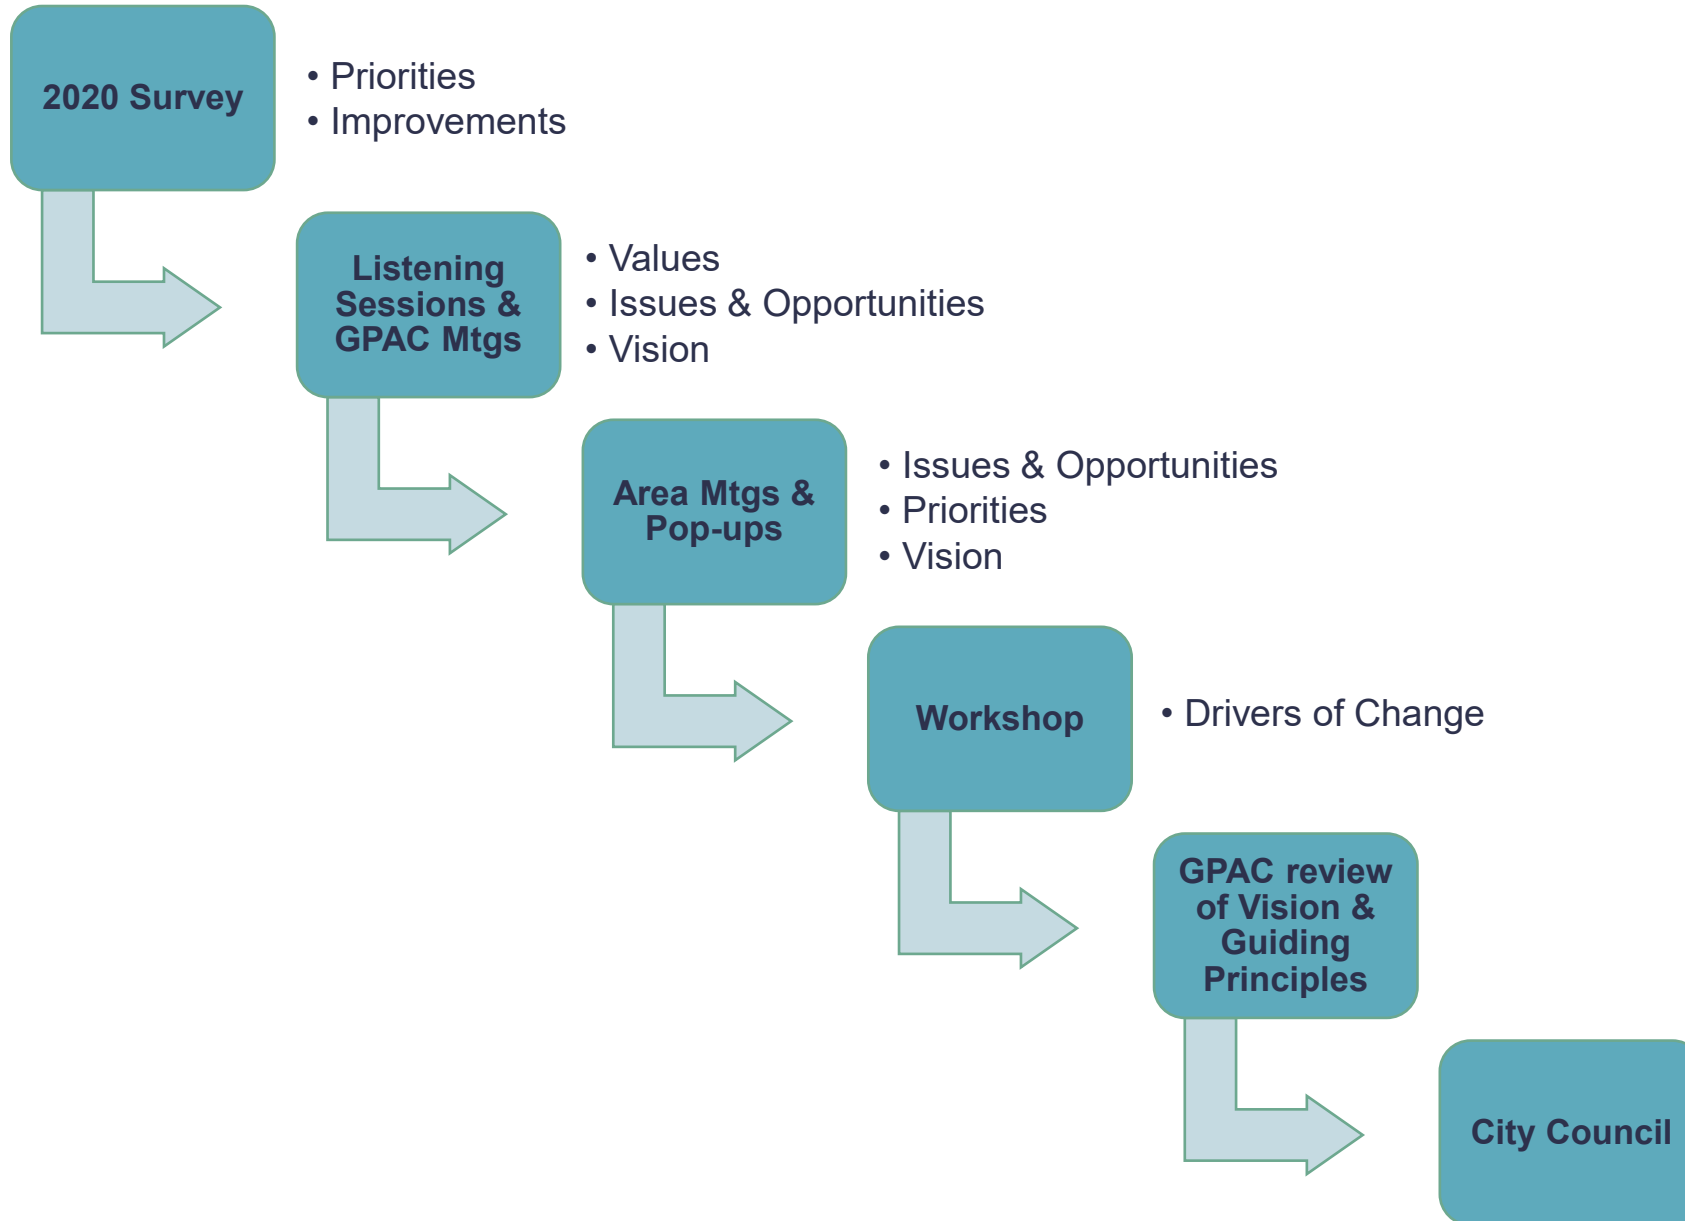 2020 Survey
• Priorities
• Improvements
Listening
Sessions &
GPAC Mtgs
• Values
• Issues & Opportunities
• Vision
Area Mtgs &
Pop-ups
• Issues & Opportunities
• Priorities
• Vision
Workshop
• Drivers of Change
GPAC review
of Vision &
Guiding
Principles
City Council